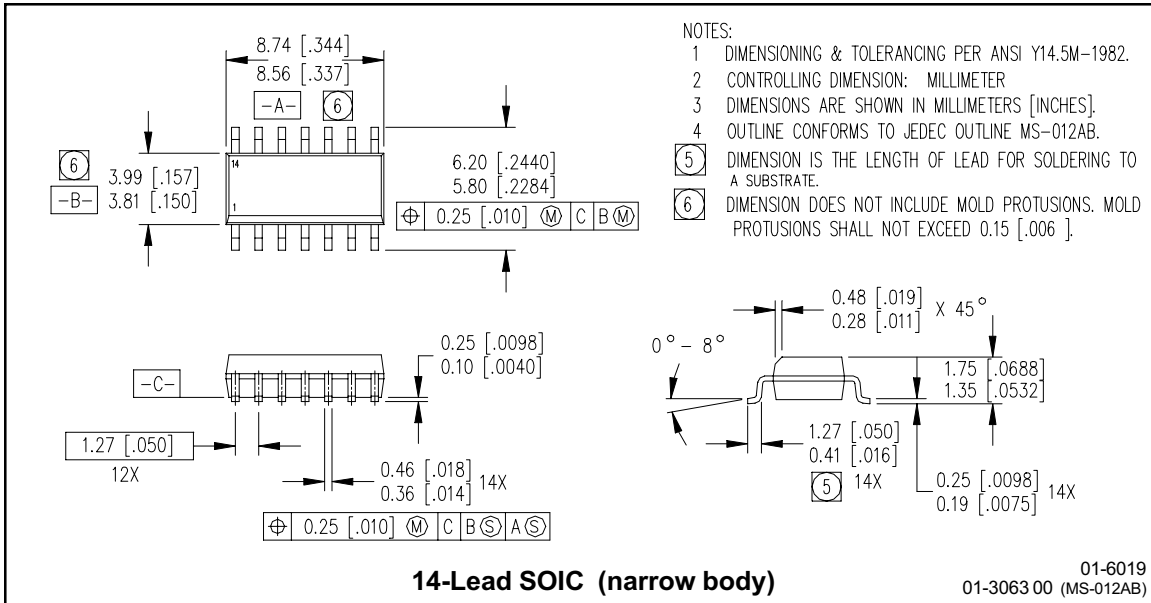 8.74 [.344]
8.56 [.337]
-A- 6
14
1
6
3.99 [.157]
3.81 [.150]
-B-
6.20 [.2440]
5.80 [.2284]
⌖ 0.25 [.010] Ⓜ C B Ⓜ
NOTES:
1 DIMENSIONING & TOLERANCING PER ANSI Y14.5M-1982.
2 CONTROLLING DIMENSION: MILLIMETER
3 DIMENSIONS ARE SHOWN IN MILLIMETERS [INCHES].
4 OUTLINE CONFORMS TO JEDEC OUTLINE MS-012AB.
5 DIMENSION IS THE LENGTH OF LEAD FOR SOLDERING TO
A SUBSTRATE.
6 DIMENSION DOES NOT INCLUDE MOLD PROTUSIONS. MOLD
PROTUSIONS SHALL NOT EXCEED 0.15 [.006 ].
0.25 [.0098]
0.10 [.0040]
-C-
1.27 [.050]
12X
0.46 [.018]
0.36 [.014] 14X
⌖ 0.25 [.010] Ⓜ C B Ⓢ A Ⓢ
0.48 [.019]
0.28 [.011] X 45°
0° - 8°
1.75 [.0688]
1.35 [.0532]
1.27 [.050]
0.41 [.016]
5 14X
0.25 [.0098]
0.19 [.0075] 14X
14-Lead SOIC (narrow body)
01-6019
01-3063 00 (MS-012AB)